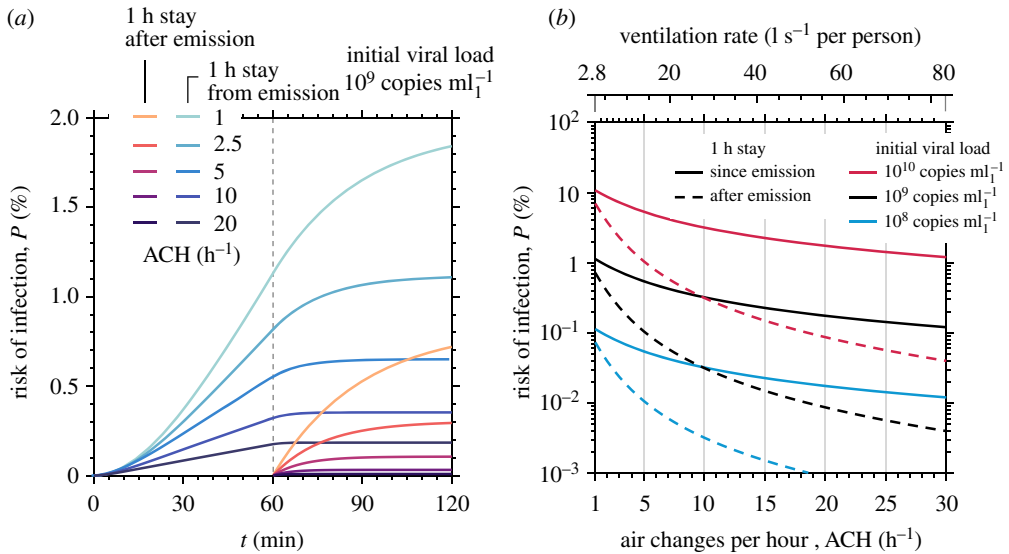 (a)
1 h stay
after emission
1 h stay
from emission
initial viral load
10⁹ copies ml₁⁻¹
1
2.5
5
10
20
ACH (h⁻¹)
risk of infection, P (%)
2.0
1.5
1.0
0.5
0
0 30 60 90 120
t (min)
(b)
ventilation rate (l s⁻¹ per person)
2.8 20 40 60 80
risk of infection, P (%)
10²
10
1
10⁻¹
10⁻²
10⁻³
1 h stay
since emission
after emission
initial viral load
10¹⁰ copies ml₁⁻¹
10⁹ copies ml₁⁻¹
10⁸ copies ml₁⁻¹
1 5 10 15 20 25 30
air changes per hour , ACH (h⁻¹)